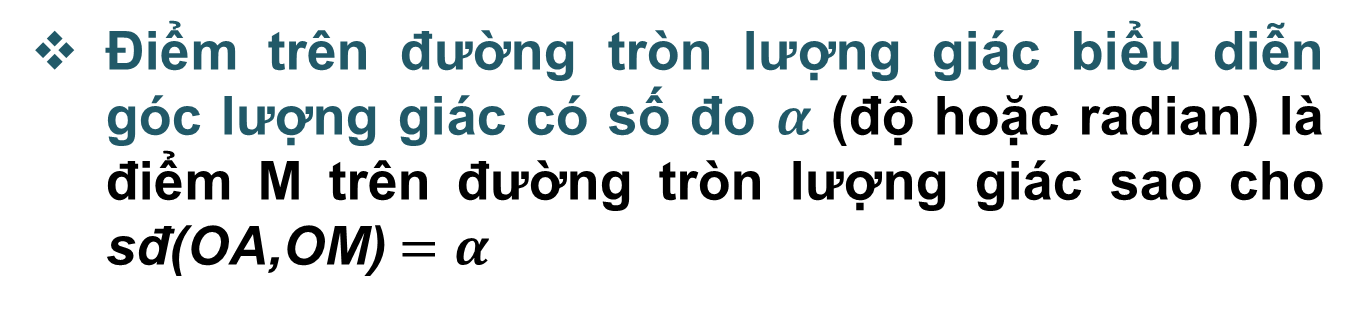 ❖ Điểm trên đường tròn lượng giác biểu diễn
góc lượng giác có số đo α (độ hoặc radian) là
điểm M trên đường tròn lượng giác sao cho
sđ(OA,OM) = α